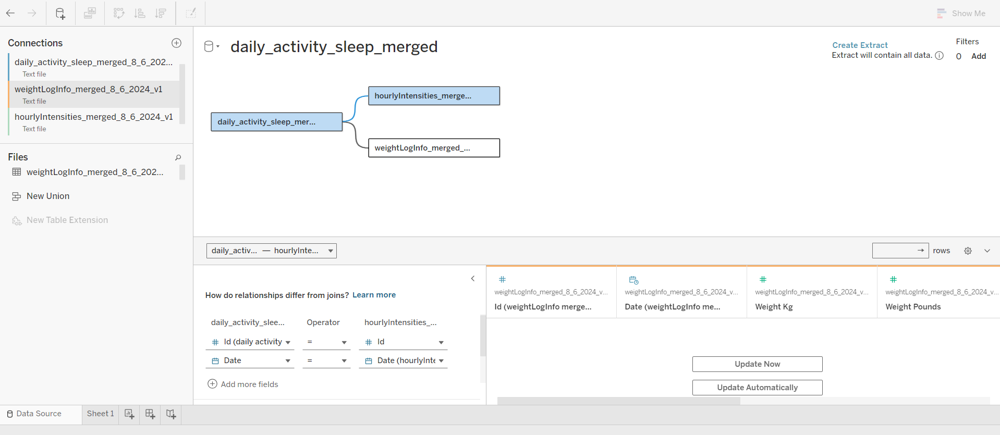 Show Me
Connections
daily_activity_sleep_merged_8_6_202...
Text file
weightLogInfo_merged_8_6_2024_v1
Text file
hourlyIntensities_merged_8_6_2024_v1
Text file
Files
weightLogInfo_merged_8_6_202...
New Union
New Table Extension
daily_activity_sleep_merged
Create Extract
Extract will contain all data.
Filters
0 Add
hourlyIntensities_merge...
daily_activity_sleep_mer...
weightLogInfo_merged_...
daily_activ... — hourlyInte...
rows
How do relationships differ from joins? Learn more
daily_activity_slee... Operator hourlyIntensities_...
Id (daily activity = Id
Date = Date (hourlyInte
Add more fields
weightLogInfo_merged_8_6_2024_v... weightLogInfo_merged_8_6_2024_v... weightLogInfo_merged_8_6_2024_v... weightLogInfo_merged_8_6_2024_v...
Id (weightLogInfo merge... Date (weightLogInfo me... Weight Kg Weight Pounds
Update Now
Update Automatically
Data Source Sheet 1